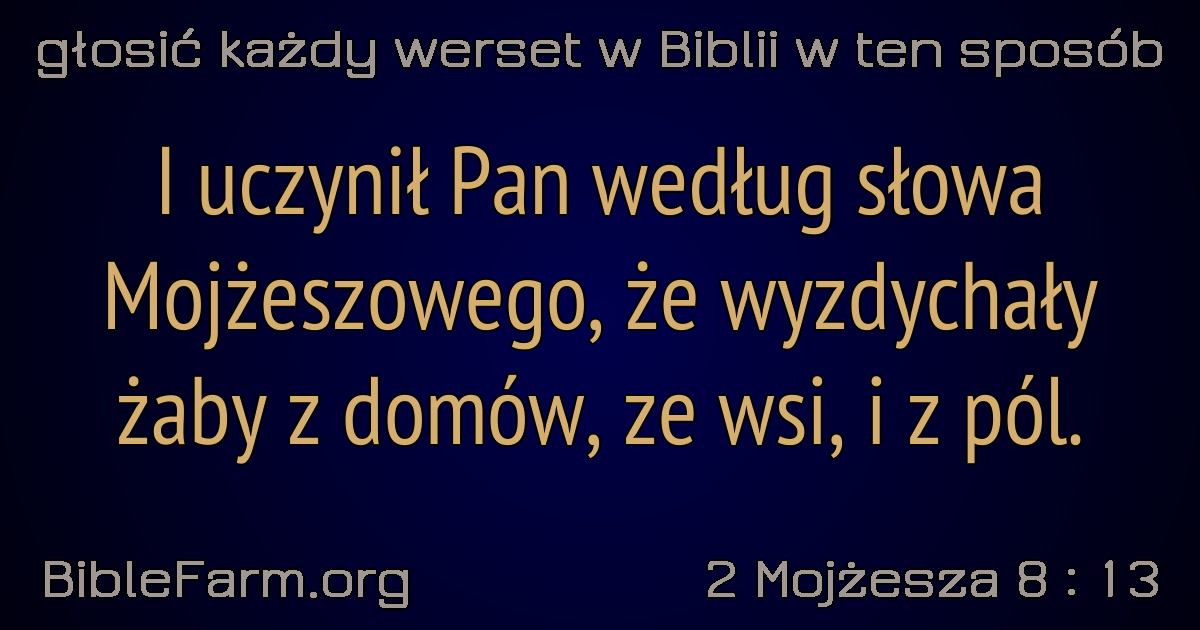 głosić każdy werset w Biblii w ten sposób
I uczynił Pan według słowa
Mojżeszowego, że wyzdychały
żaby z domów, ze wsi, i z pól.
BibleFarm.org
2 Mojżesza 8 : 13